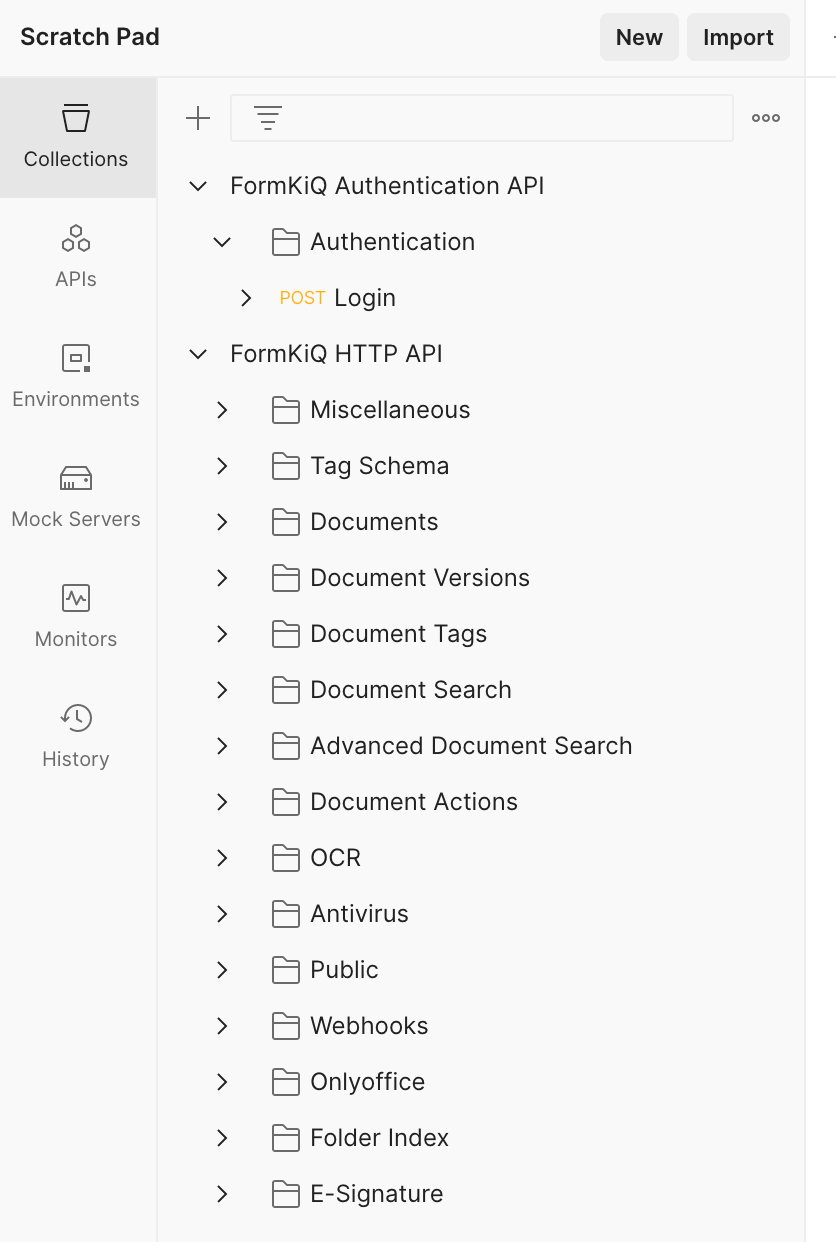 Scratch Pad
New
Import
Collections
APIs
Environments
Mock Servers
Monitors
History
FormKiQ Authentication API
Authentication
POST Login
FormKiQ HTTP API
Miscellaneous
Tag Schema
Documents
Document Versions
Document Tags
Document Search
Advanced Document Search
Document Actions
OCR
Antivirus
Public
Webhooks
Onlyoffice
Folder Index
E-Signature